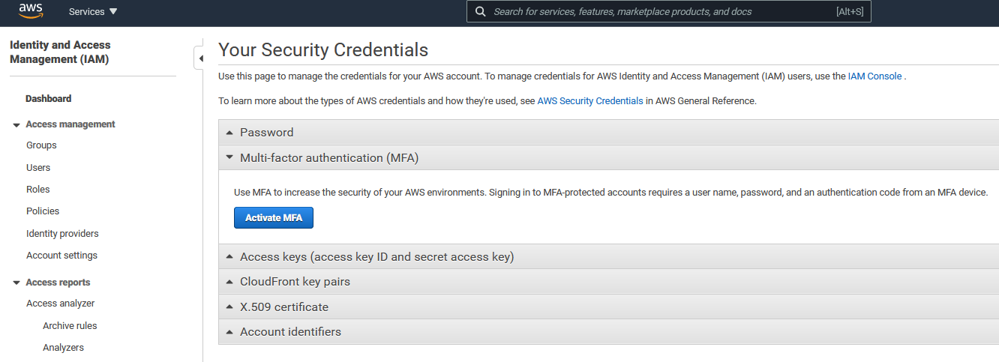 aws
Services
Search for services, features, marketplace products, and docs
[Alt+S]
Identity and Access
Management (IAM)
Dashboard
Access management
Groups
Users
Roles
Policies
Identity providers
Account settings
Access reports
Access analyzer
Archive rules
Analyzers
Your Security Credentials
Use this page to manage the credentials for your AWS account. To manage credentials for AWS Identity and Access Management (IAM) users, use the IAM Console .
To learn more about the types of AWS credentials and how they're used, see AWS Security Credentials in AWS General Reference.
Password
Multi-factor authentication (MFA)
Use MFA to increase the security of your AWS environments. Signing in to MFA-protected accounts requires a user name, password, and an authentication code from an MFA device.
Activate MFA
Access keys (access key ID and secret access key)
CloudFront key pairs
X.509 certificate
Account identifiers